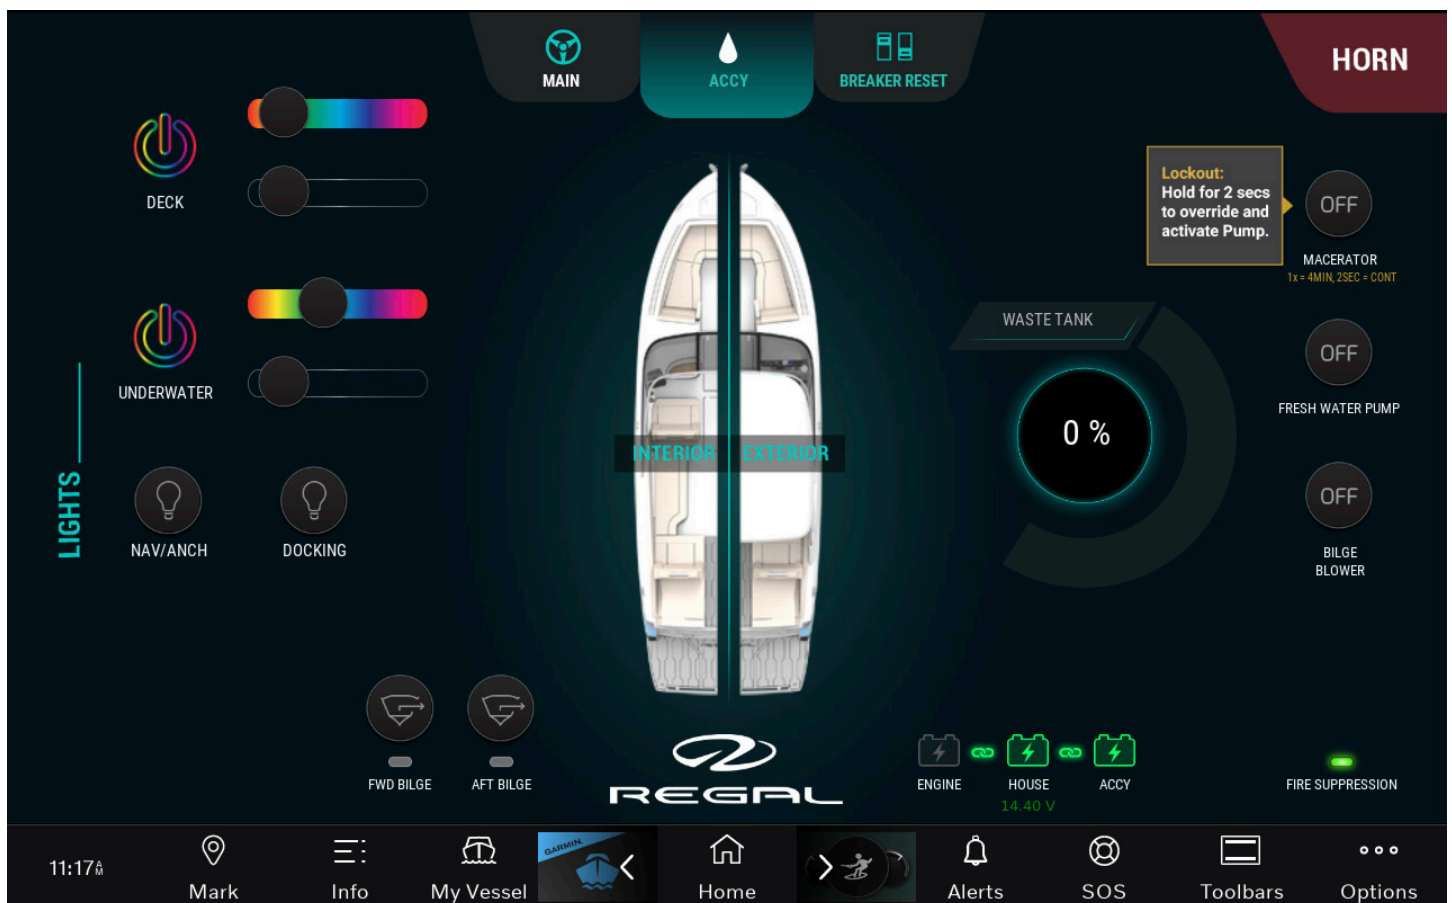 MAIN
ACCY
BREAKER RESET
HORN
DECK
Lockout:
Hold for 2 secs
to override and
activate Pump.
OFF
MACERATOR
1x = 4MIN, 2SEC = CONT
WASTE TANK
0 %
OFF
FRESH WATER PUMP
UNDERWATER
INTERIOR
EXTERIOR
LIGHTS
NAV/ANCH
DOCKING
OFF
BILGE
BLOWER
FWD BILGE
AFT BILGE
REGAL
ENGINE
HOUSE
ACCY
14.40 V
FIRE SUPPRESSION
11:17 AM
Mark
Info
My Vessel
GARMIN
Home
Alerts
SOS
Toolbars
Options